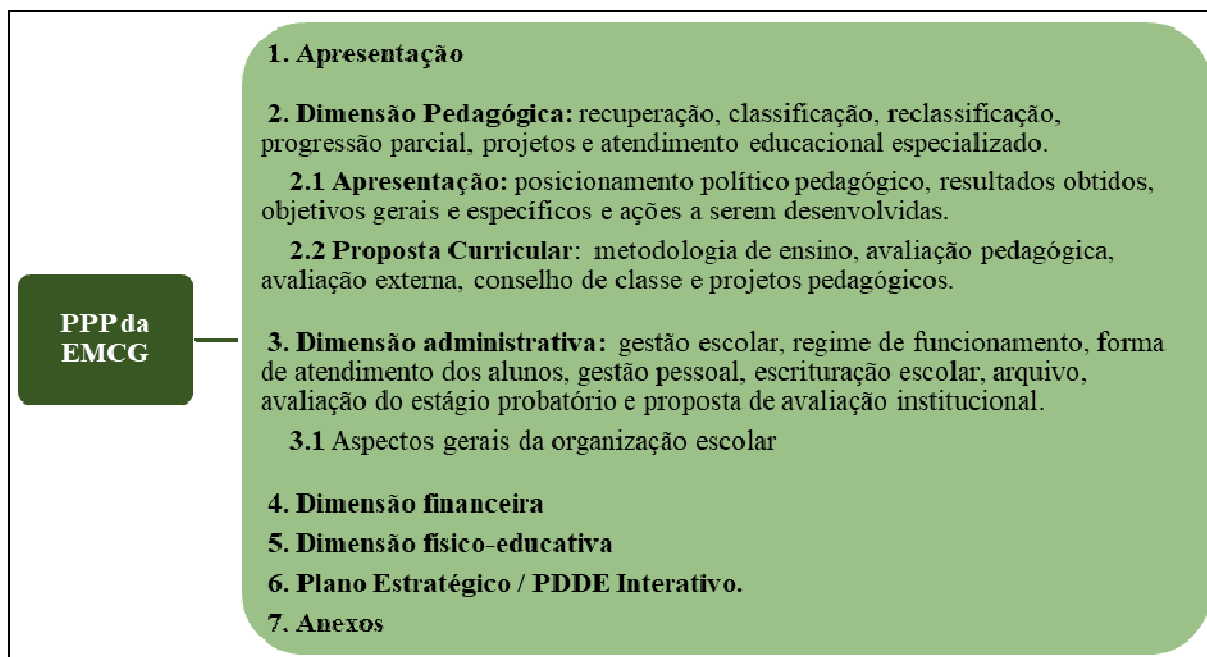 PPP da
EMCG
1. Apresentação
2. Dimensão Pedagógica: recuperação, classificação, reclassificação,
progressão parcial, projetos e atendimento educacional especializado.
2.1 Apresentação: posicionamento político pedagógico, resultados obtidos,
objetivos gerais e específicos e ações a serem desenvolvidas.
2.2 Proposta Curricular: metodologia de ensino, avaliação pedagógica,
avaliação externa, conselho de classe e projetos pedagógicos.
3. Dimensão administrativa: gestão escolar, regime de funcionamento, forma
de atendimento dos alunos, gestão pessoal, escrituração escolar, arquivo,
avaliação do estágio probatório e proposta de avaliação institucional.
3.1 Aspectos gerais da organização escolar
4. Dimensão financeira
5. Dimensão físico-educativa
6. Plano Estratégico / PDDE Interativo.
7. Anexos